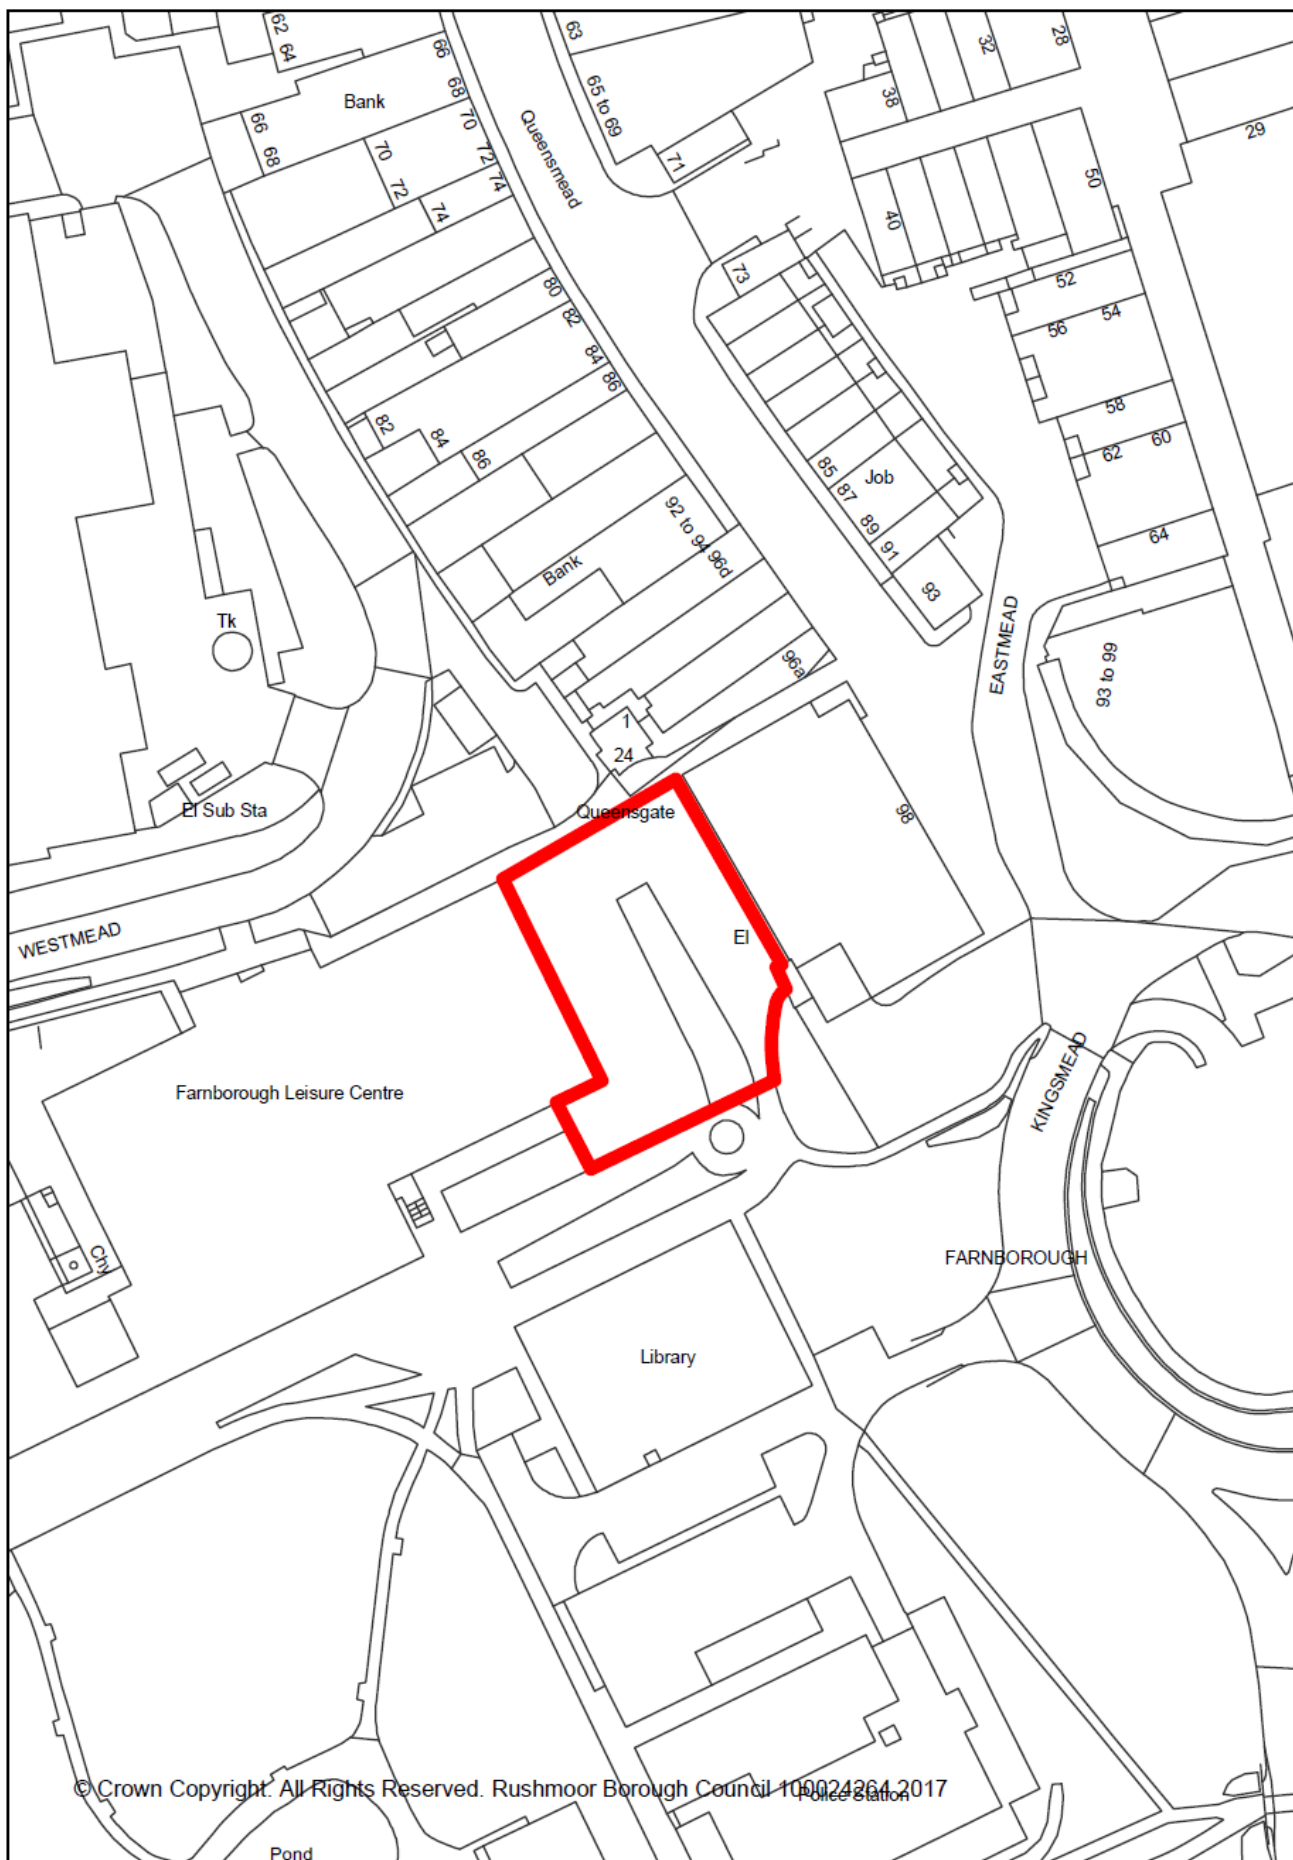 62
64
66
68
Bank
66
68
70
72
74
70
72
74
Queensmead
63
65 to 69
71
38
32
28
29
50
40
73
52
54
56
58
60
62
64
80
82
84
86
82
84
86
85
87
Job
89
91
93
92 to 94
96d
Bank
EASTMEAD
93 to 99
Tk
96a
1
24
El Sub Sta
Queensgate
98
WESTMEAD
El
KINGSMEAD
Farnborough Leisure Centre
Chy
FARNBOROUGH
Library
© Crown Copyright. All Rights Reserved. Rushmoor Borough Council 100024264 2017
Police Station
Pond